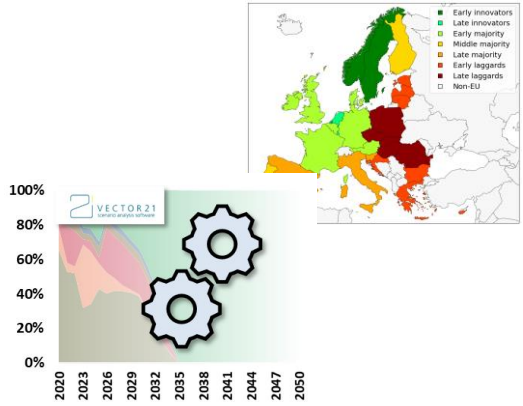 Early innovators
Late innovators
Early majority
Middle majority
Late majority
Early laggards
Late laggards
Non-EU
100%
80%
60%
40%
20%
0%
VECTOR21
scenario analysis software
2020
2023
2026
2029
2032
2035
2038
2041
2044
2047
2050